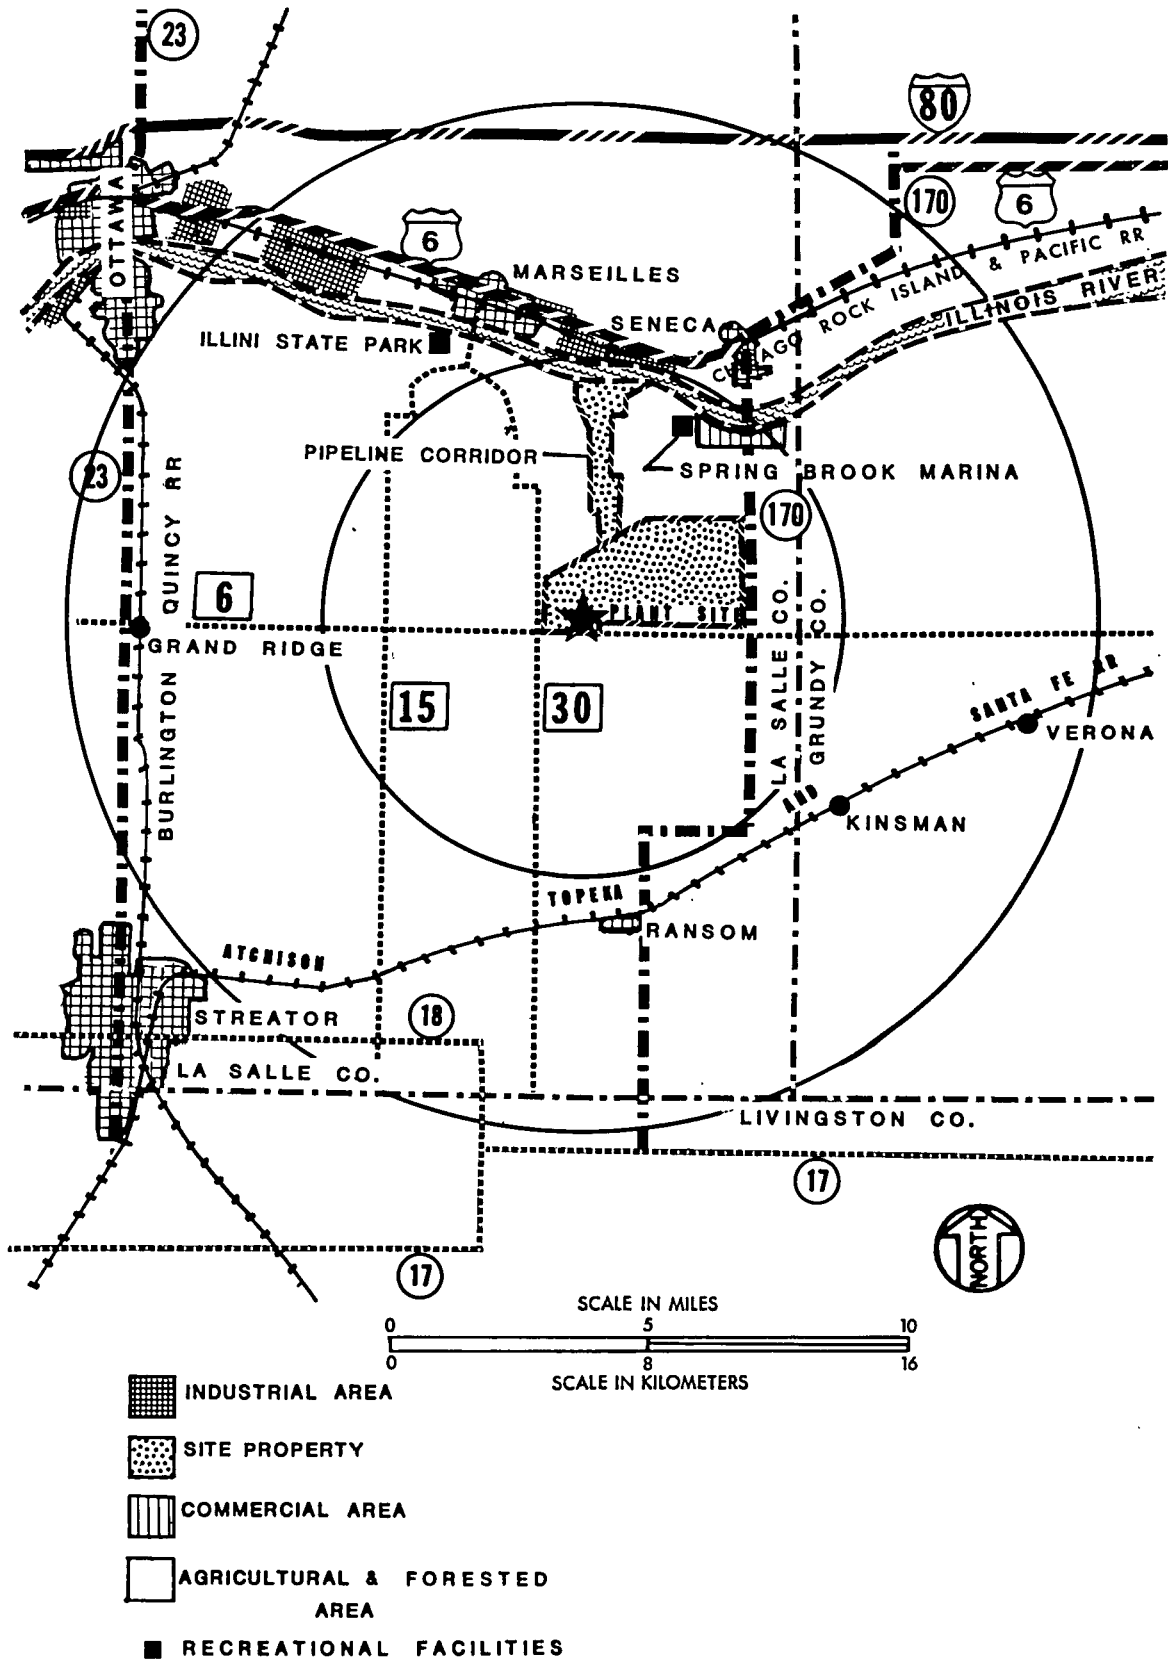 23
80
170
6
6
OTTAWA
MARSEILLES
SENECA
CHICAGO ROCK ISLAND & PACIFIC RR
ILLINOIS RIVER
ILLINI STATE PARK
PIPELINE CORRIDOR
SPRING BROOK MARINA
23
170
BURLINGTON QUINCY RR
6
PLANT SITE
GRAND RIDGE
15
30
LA SALLE CO.
GRUNDY CO.
ATCHISON TOPEKA AND SANTA FE RR
VERONA
KINSMAN
RANSOM
STREATOR
18
LA SALLE CO.
LIVINGSTON CO.
17
17
NORTH
SCALE IN MILES
0 5 10
0 8 16
SCALE IN KILOMETERS
INDUSTRIAL AREA
SITE PROPERTY
COMMERCIAL AREA
AGRICULTURAL & FORESTED
AREA
RECREATIONAL FACILITIES